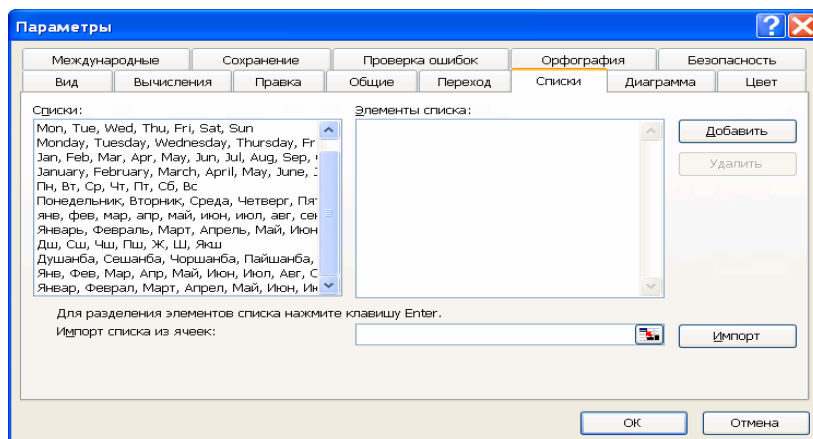 Параметры
Международные Сохранение Проверка ошибок Орфография Безопасность
Вид Вычисления Правка Общие Переход Списки Диаграмма Цвет
Списки: Элементы списка:
Mon, Tue, Wed, Thu, Fri, Sat, Sun
Monday, Tuesday, Wednesday, Thursday, Fr
Jan, Feb, Mar, Apr, May, Jun, Jul, Aug, Sep,
January, February, March, April, May, June,
Пн, Вт, Ср, Чт, Пт, Сб, Вс
Понедельник, Вторник, Среда, Четверг, Пят
янв, фев, мар, апр, май, июн, июл, авг, сен
Январь, Февраль, Март, Апрель, Май, Июн
Дш, Сш, Чш, Пш, Ж, Ш, Якш
Душанба, Сешанба, Чоршанба, Пайшанба,
Янв, Фев, Мар, Апр, Май, Июн, Июл, Авг, С
Январ, Феврал, Март, Апрел, Май, Июн, Ию
Добавить
Удалить
Для разделения элементов списка нажмите клавишу Enter.
Импорт списка из ячеек: Импорт
ОК Отмена